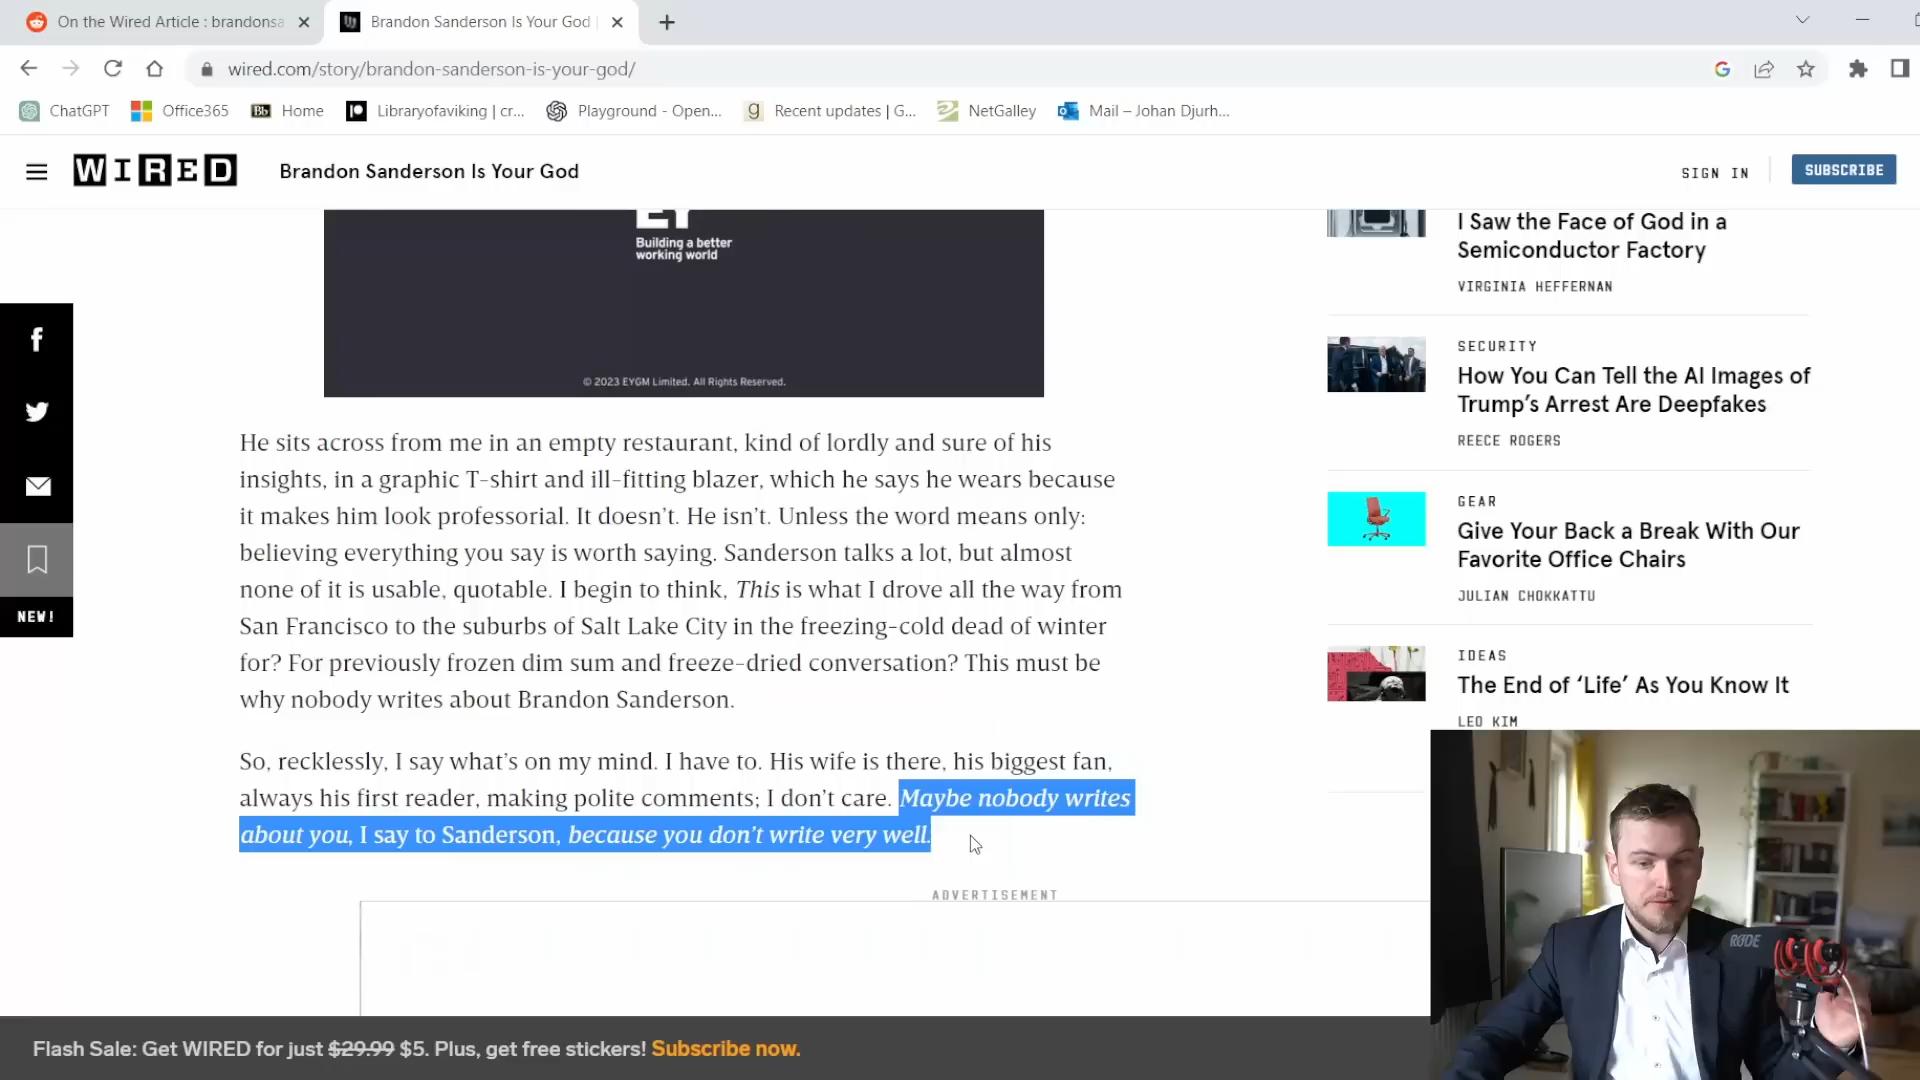 On the Wired Article : brandonsa
Brandon Sanderson Is Your God
wired.com/story/brandon-sanderson-is-your-god/
ChatGPT
Office365
Bb Home
Libraryofaviking | cr...
Playground - Open...
g Recent updates | G...
NetGalley
Mail – Johan Djurh...
WIRED
Brandon Sanderson Is Your God
SIGN IN
SUBSCRIBE
EY
Building a better
working world
© 2023 EYGM Limited. All Rights Reserved.
NEW!
He sits across from me in an empty restaurant, kind of lordly and sure of his
insights, in a graphic T-shirt and ill-fitting blazer, which he says he wears because
it makes him look professorial. It doesn’t. He isn’t. Unless the word means only:
believing everything you say is worth saying. Sanderson talks a lot, but almost
none of it is usable, quotable. I begin to think, This is what I drove all the way from
San Francisco to the suburbs of Salt Lake City in the freezing-cold dead of winter
for? For previously frozen dim sum and freeze-dried conversation? This must be
why nobody writes about Brandon Sanderson.
So, recklessly, I say what’s on my mind. I have to. His wife is there, his biggest fan,
always his first reader, making polite comments; I don’t care. Maybe nobody writes
about you, I say to Sanderson, because you don’t write very well.
ADVERTISEMENT
I Saw the Face of God in a
Semiconductor Factory
VIRGINIA HEFFERNAN
SECURITY
How You Can Tell the AI Images of
Trump’s Arrest Are Deepfakes
REECE ROGERS
GEAR
Give Your Back a Break With Our
Favorite Office Chairs
JULIAN CHOKKATTU
IDEAS
The End of ‘Life’ As You Know It
LEO KIM
RØDE
Flash Sale: Get WIRED for just $29.99 $5. Plus, get free stickers! Subscribe now.